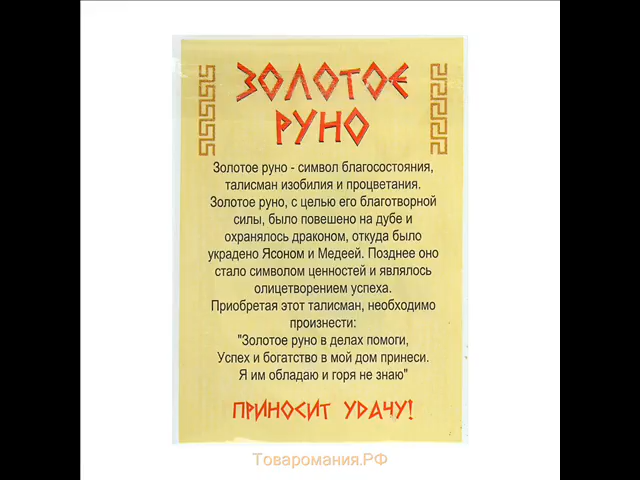 ЗОЛОТОЕ
РУНО
Золотое руно - символ благосостояния,
талисман изобилия и процветания.
Золотое руно, с целью его благотворной
силы, было повешено на дубе и
охранялось драконом, откуда было
украдено Ясоном и Медеей. Позднее оно
стало символом ценностей и являлось
олицетворением успеха.
Приобретая этот талисман, необходимо
произнести:
"Золотое руно в делах помоги,
Успех и богатство в мой дом принеси.
Я им обладаю и горя не знаю"
ПРИНОСИТ УДАЧУ!
Товаромания.РФ